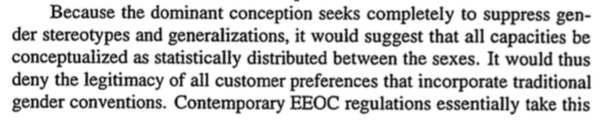 Because the dominant conception seeks completely to suppress gen-
der stereotypes and generalizations, it would suggest that all capacities be
conceptualized as statistically distributed between the sexes. It would thus
deny the legitimacy of all customer preferences that incorporate traditional
gender conventions. Contemporary EEOC regulations essentially take this